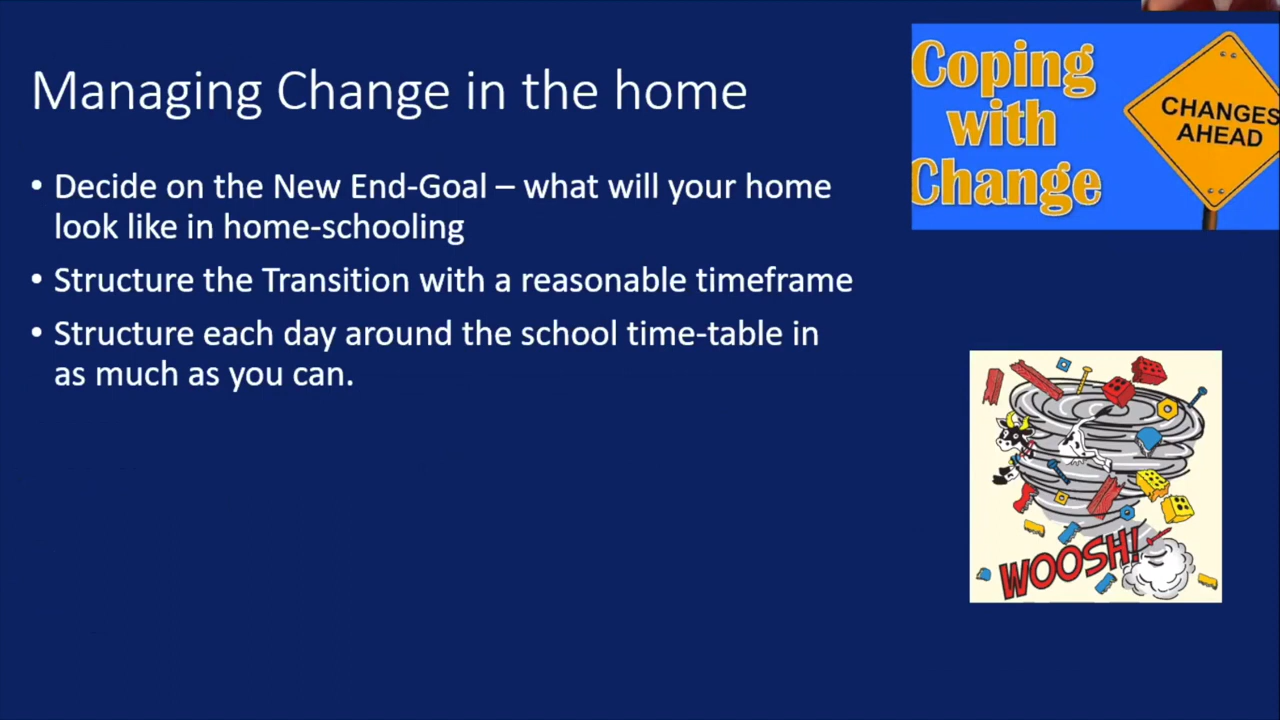 Managing Change in the home
• Decide on the New End-Goal – what will your home
look like in home-schooling
• Structure the Transition with a reasonable timeframe
• Structure each day around the school time-table in
as much as you can.
Coping
with
Change
CHANGES
AHEAD
WOOSH!